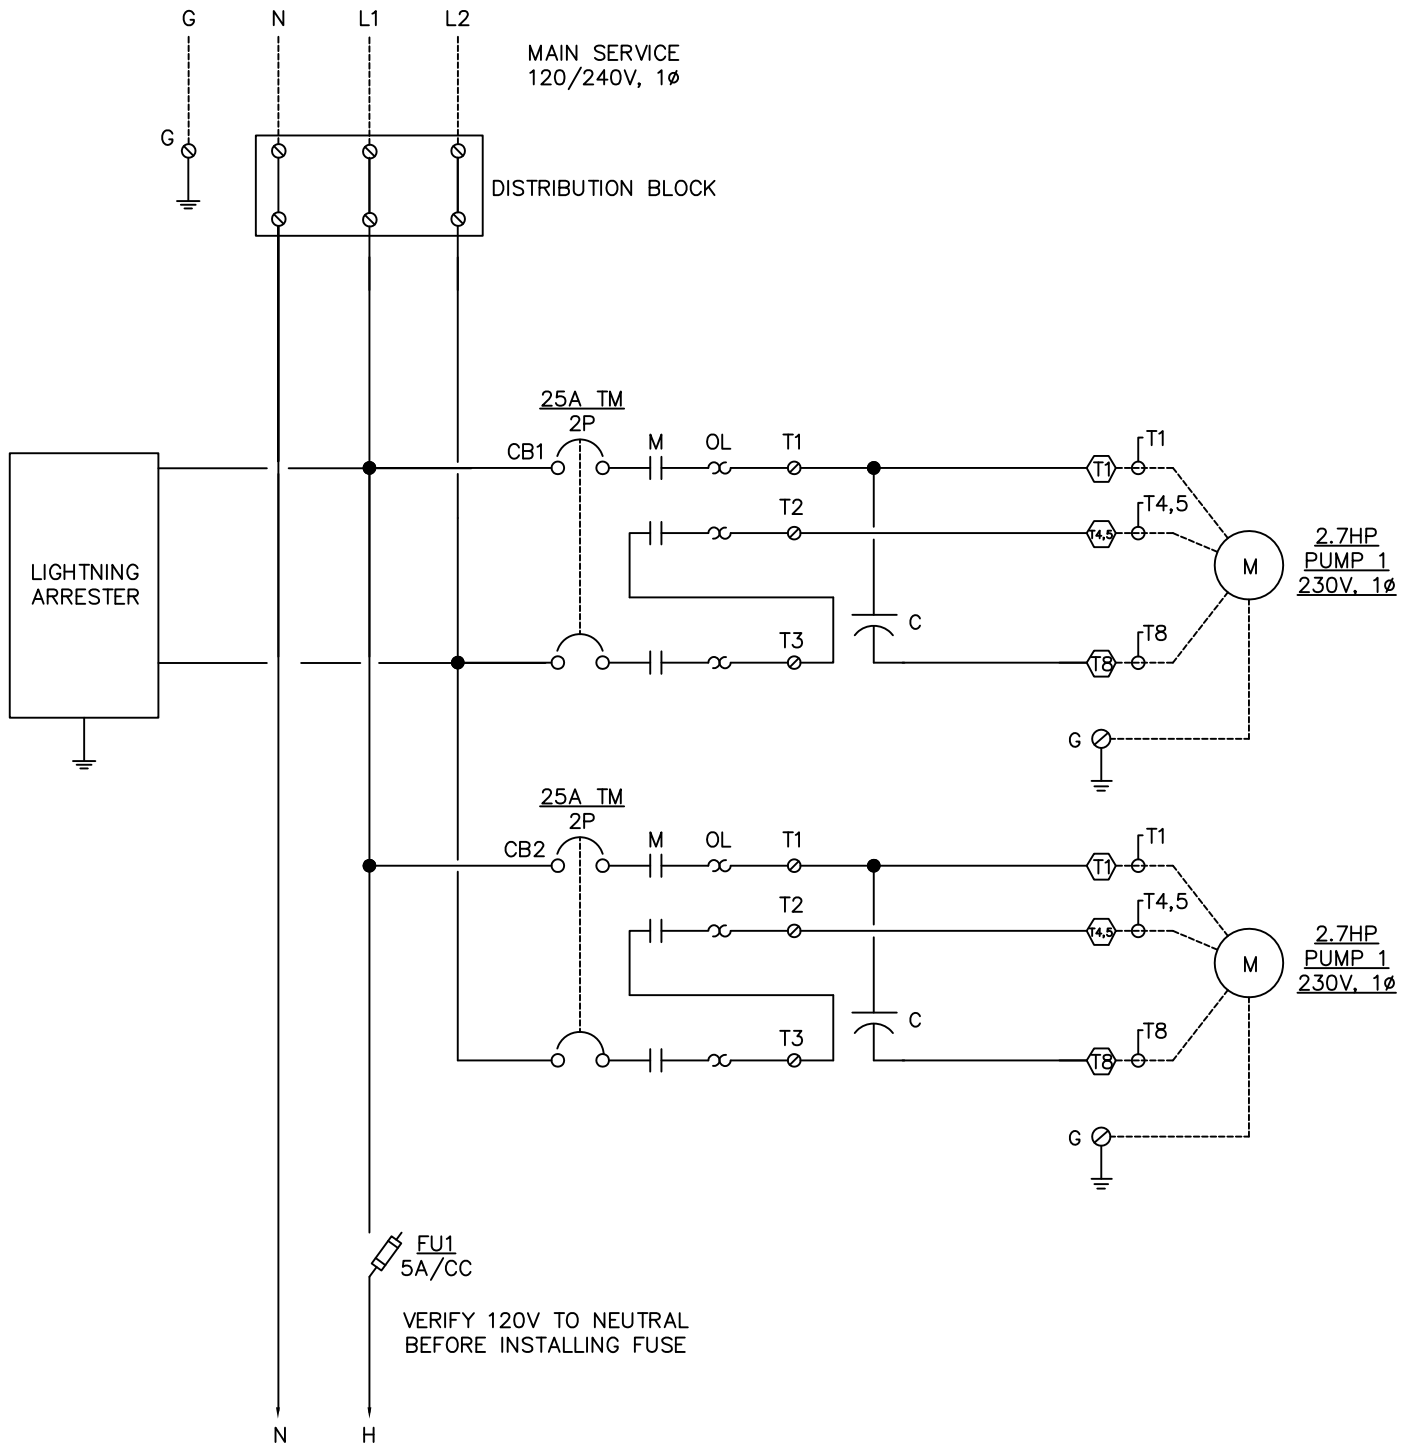 G N L1 L2
MAIN SERVICE
120/240V, 1ø
G
DISTRIBUTION BLOCK
25A TM
2P
CB1 M OL T1 T1
T1
T2 T4,5
T4,5
LIGHTNING
ARRESTER
M
2.7HP
PUMP 1
230V, 1ø
C
T3 T8
T8
G
25A TM
2P
CB2 M OL T1 T1
T1
T2 T4,5
T4,5
M
2.7HP
PUMP 1
230V, 1ø
C
T3 T8
T8
G
FU1
5A/CC
VERIFY 120V TO NEUTRAL
BEFORE INSTALLING FUSE
N H